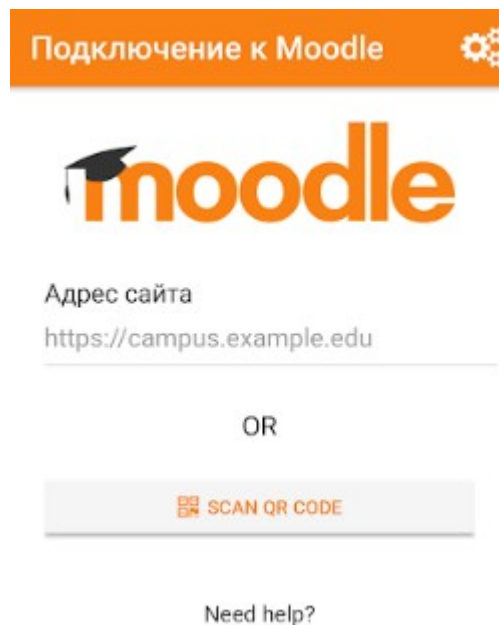 Подключение к Moodle
moodle
Адрес сайта
https://campus.example.edu
OR
SCAN QR CODE
Need help?